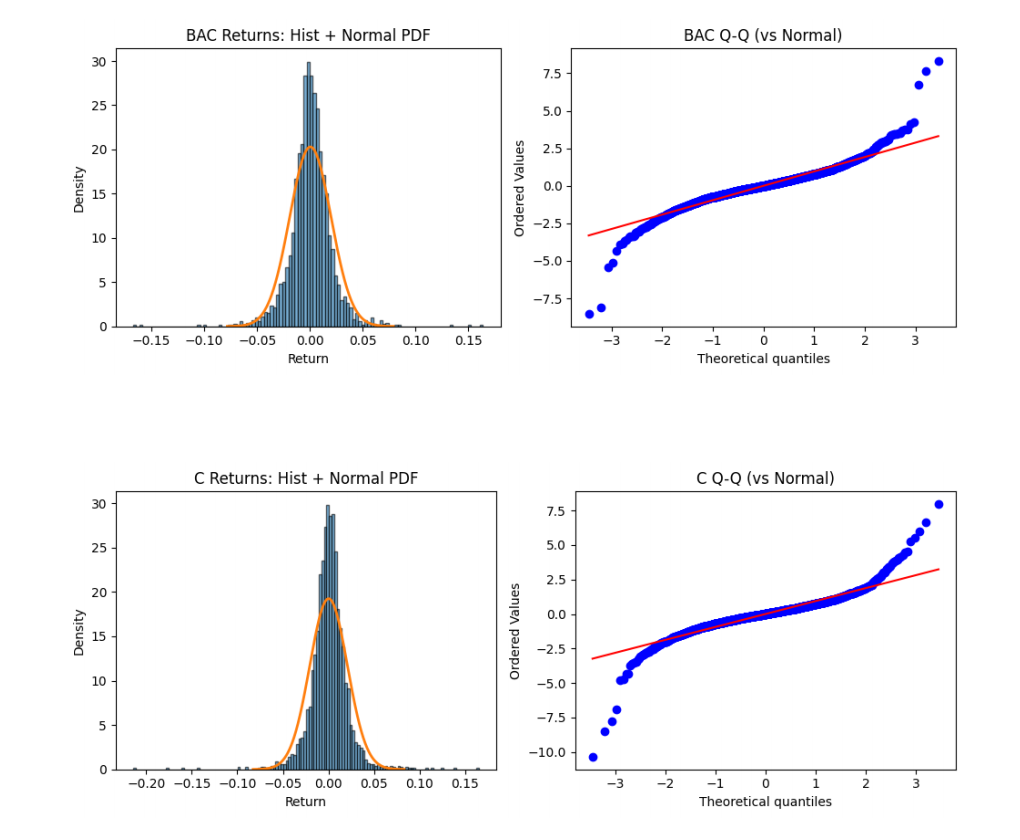 BAC Returns: Hist + Normal PDF
30
25
20
15
10
5
0
Density
−0.15 −0.10 −0.05 0.00 0.05 0.10 0.15
Return
BAC Q-Q (vs Normal)
7.5
5.0
2.5
0.0
−2.5
−5.0
−7.5
Ordered Values
−3 −2 −1 0 1 2 3
Theoretical quantiles
C Returns: Hist + Normal PDF
30
25
20
15
10
5
0
Density
−0.20 −0.15 −0.10 −0.05 0.00 0.05 0.10 0.15
Return
C Q-Q (vs Normal)
7.5
5.0
2.5
0.0
−2.5
−5.0
−7.5
−10.0
Ordered Values
−3 −2 −1 0 1 2 3
Theoretical quantiles